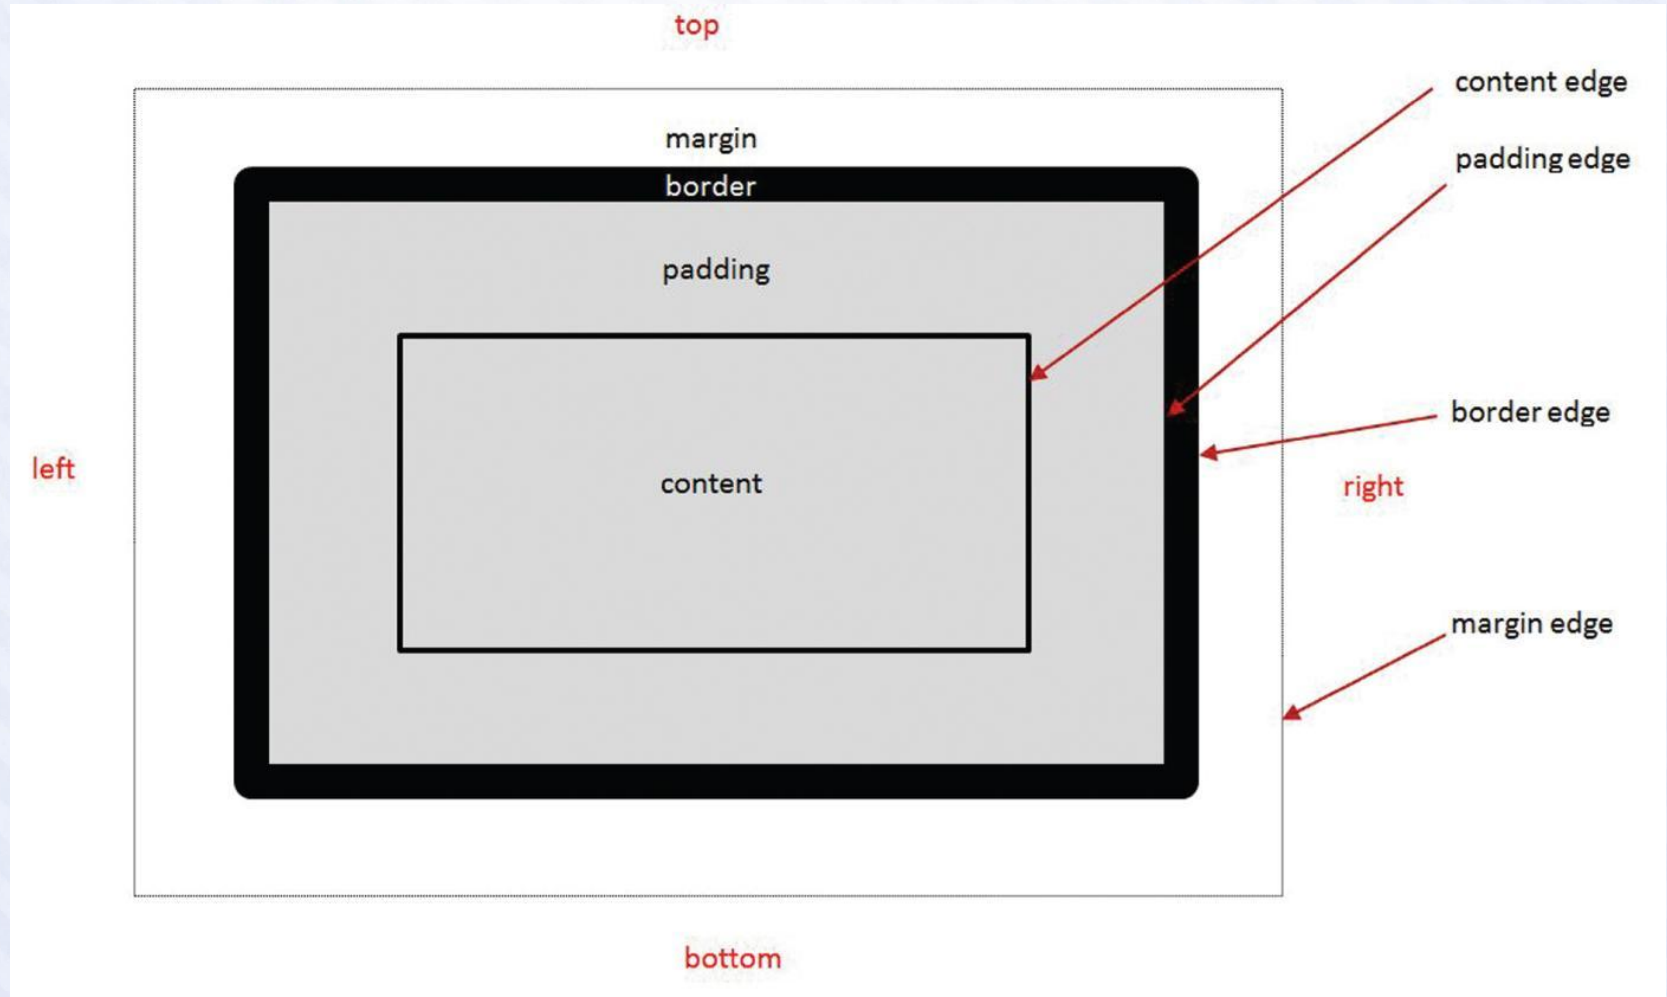 top
content edge
margin
padding edge
border
padding
border edge
left
content
right
margin edge
bottom